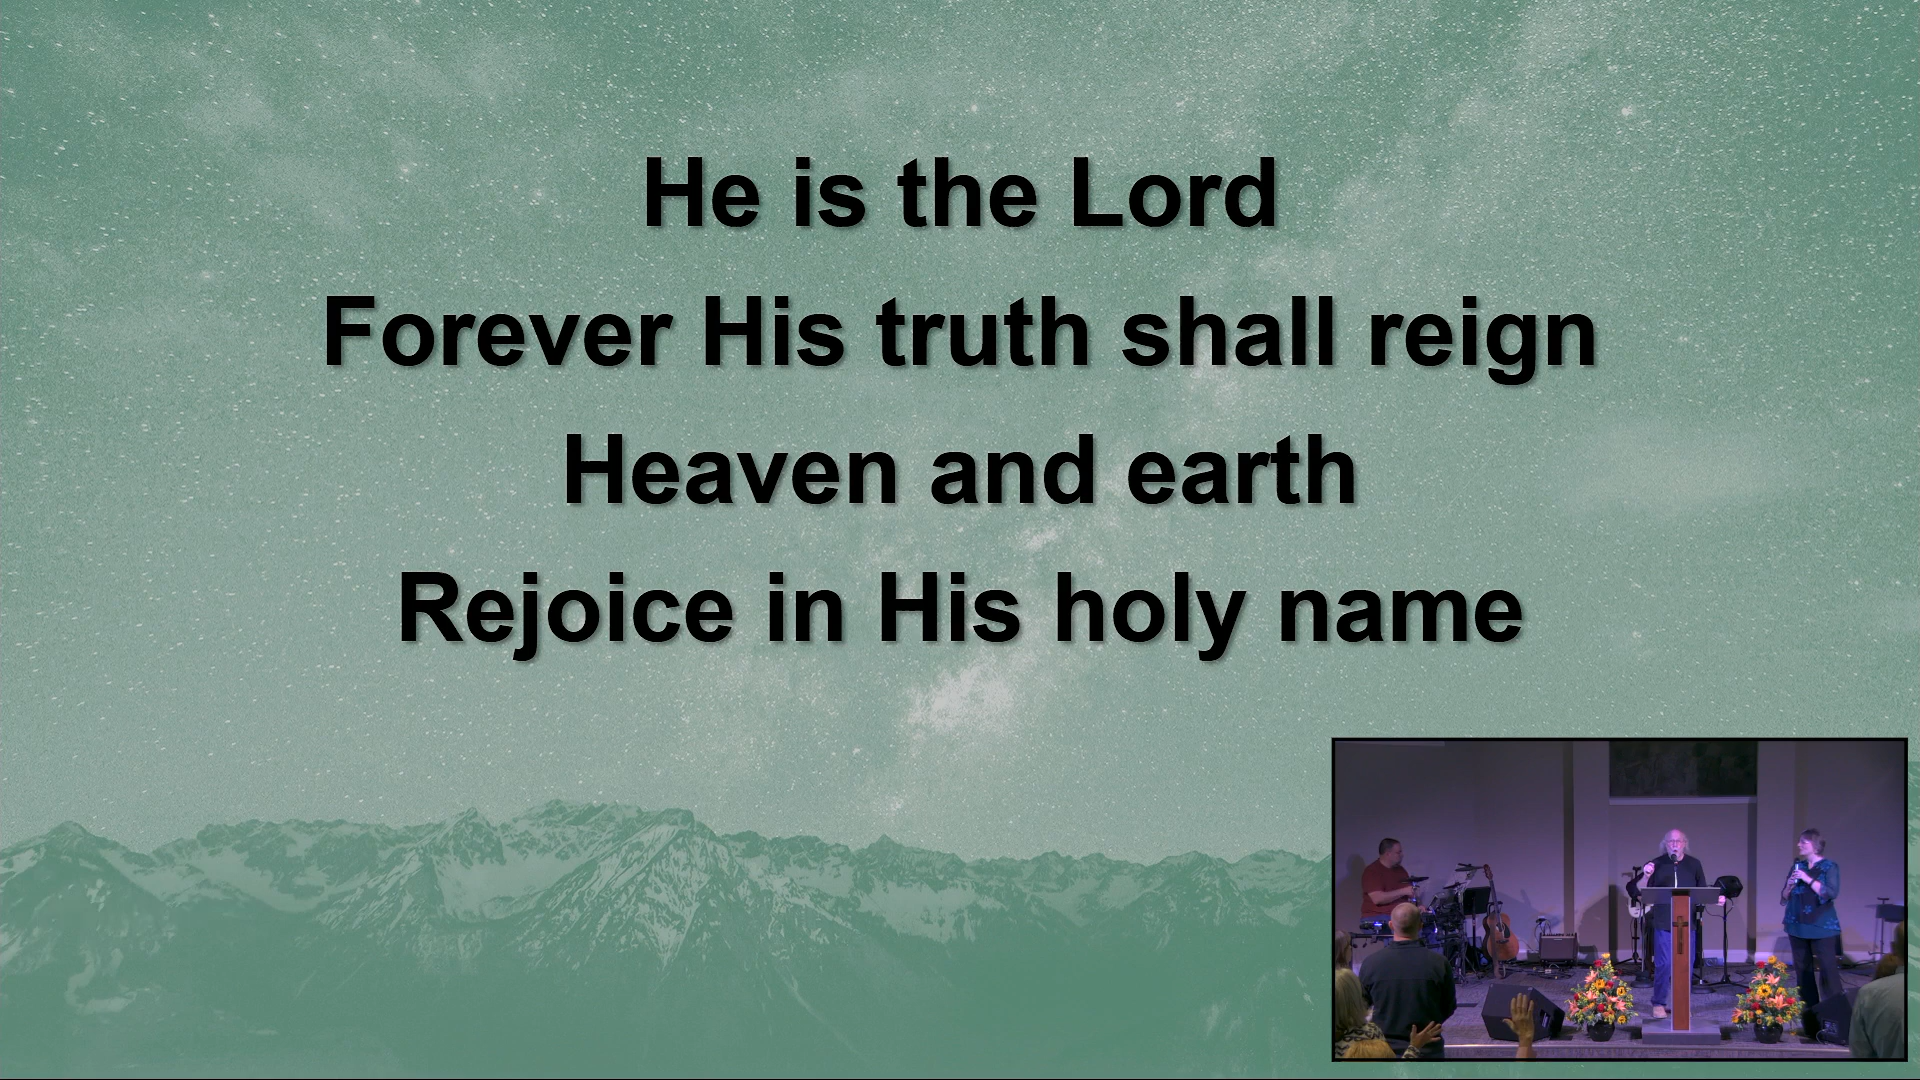 He is the Lord
Forever His truth shall reign
Heaven and earth
Rejoice in His holy name